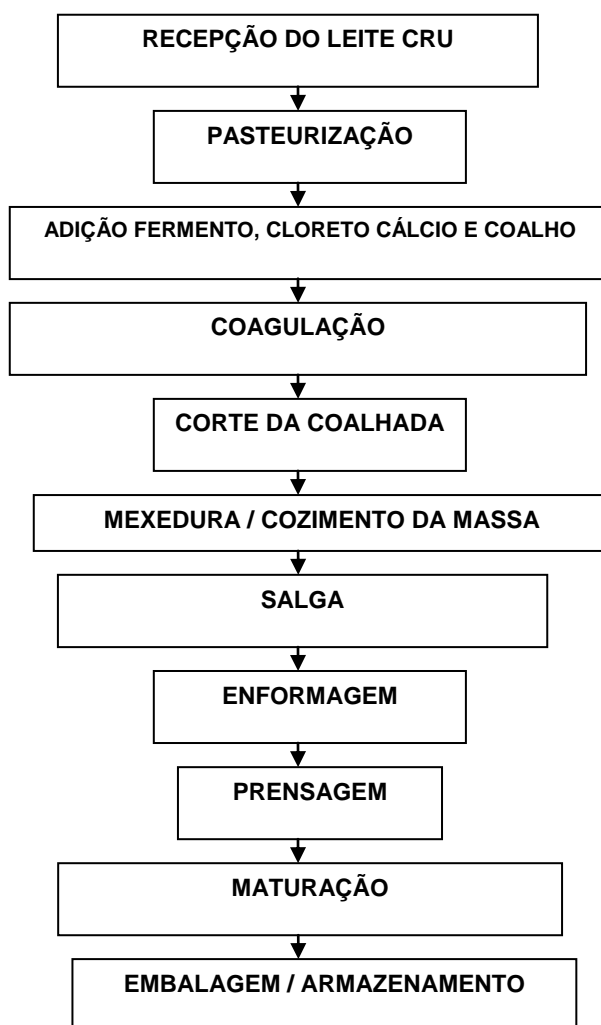 RECEPÇÃO DO LEITE CRU
PASTEURIZAÇÃO
ADIÇÃO FERMENTO, CLORETO CÁLCIO E COALHO
COAGULAÇÃO
CORTE DA COALHADA
MEXEDURA / COZIMENTO DA MASSA
SALGA
ENFORMAGEM
PRENSAGEM
MATURAÇÃO
EMBALAGEM / ARMAZENAMENTO